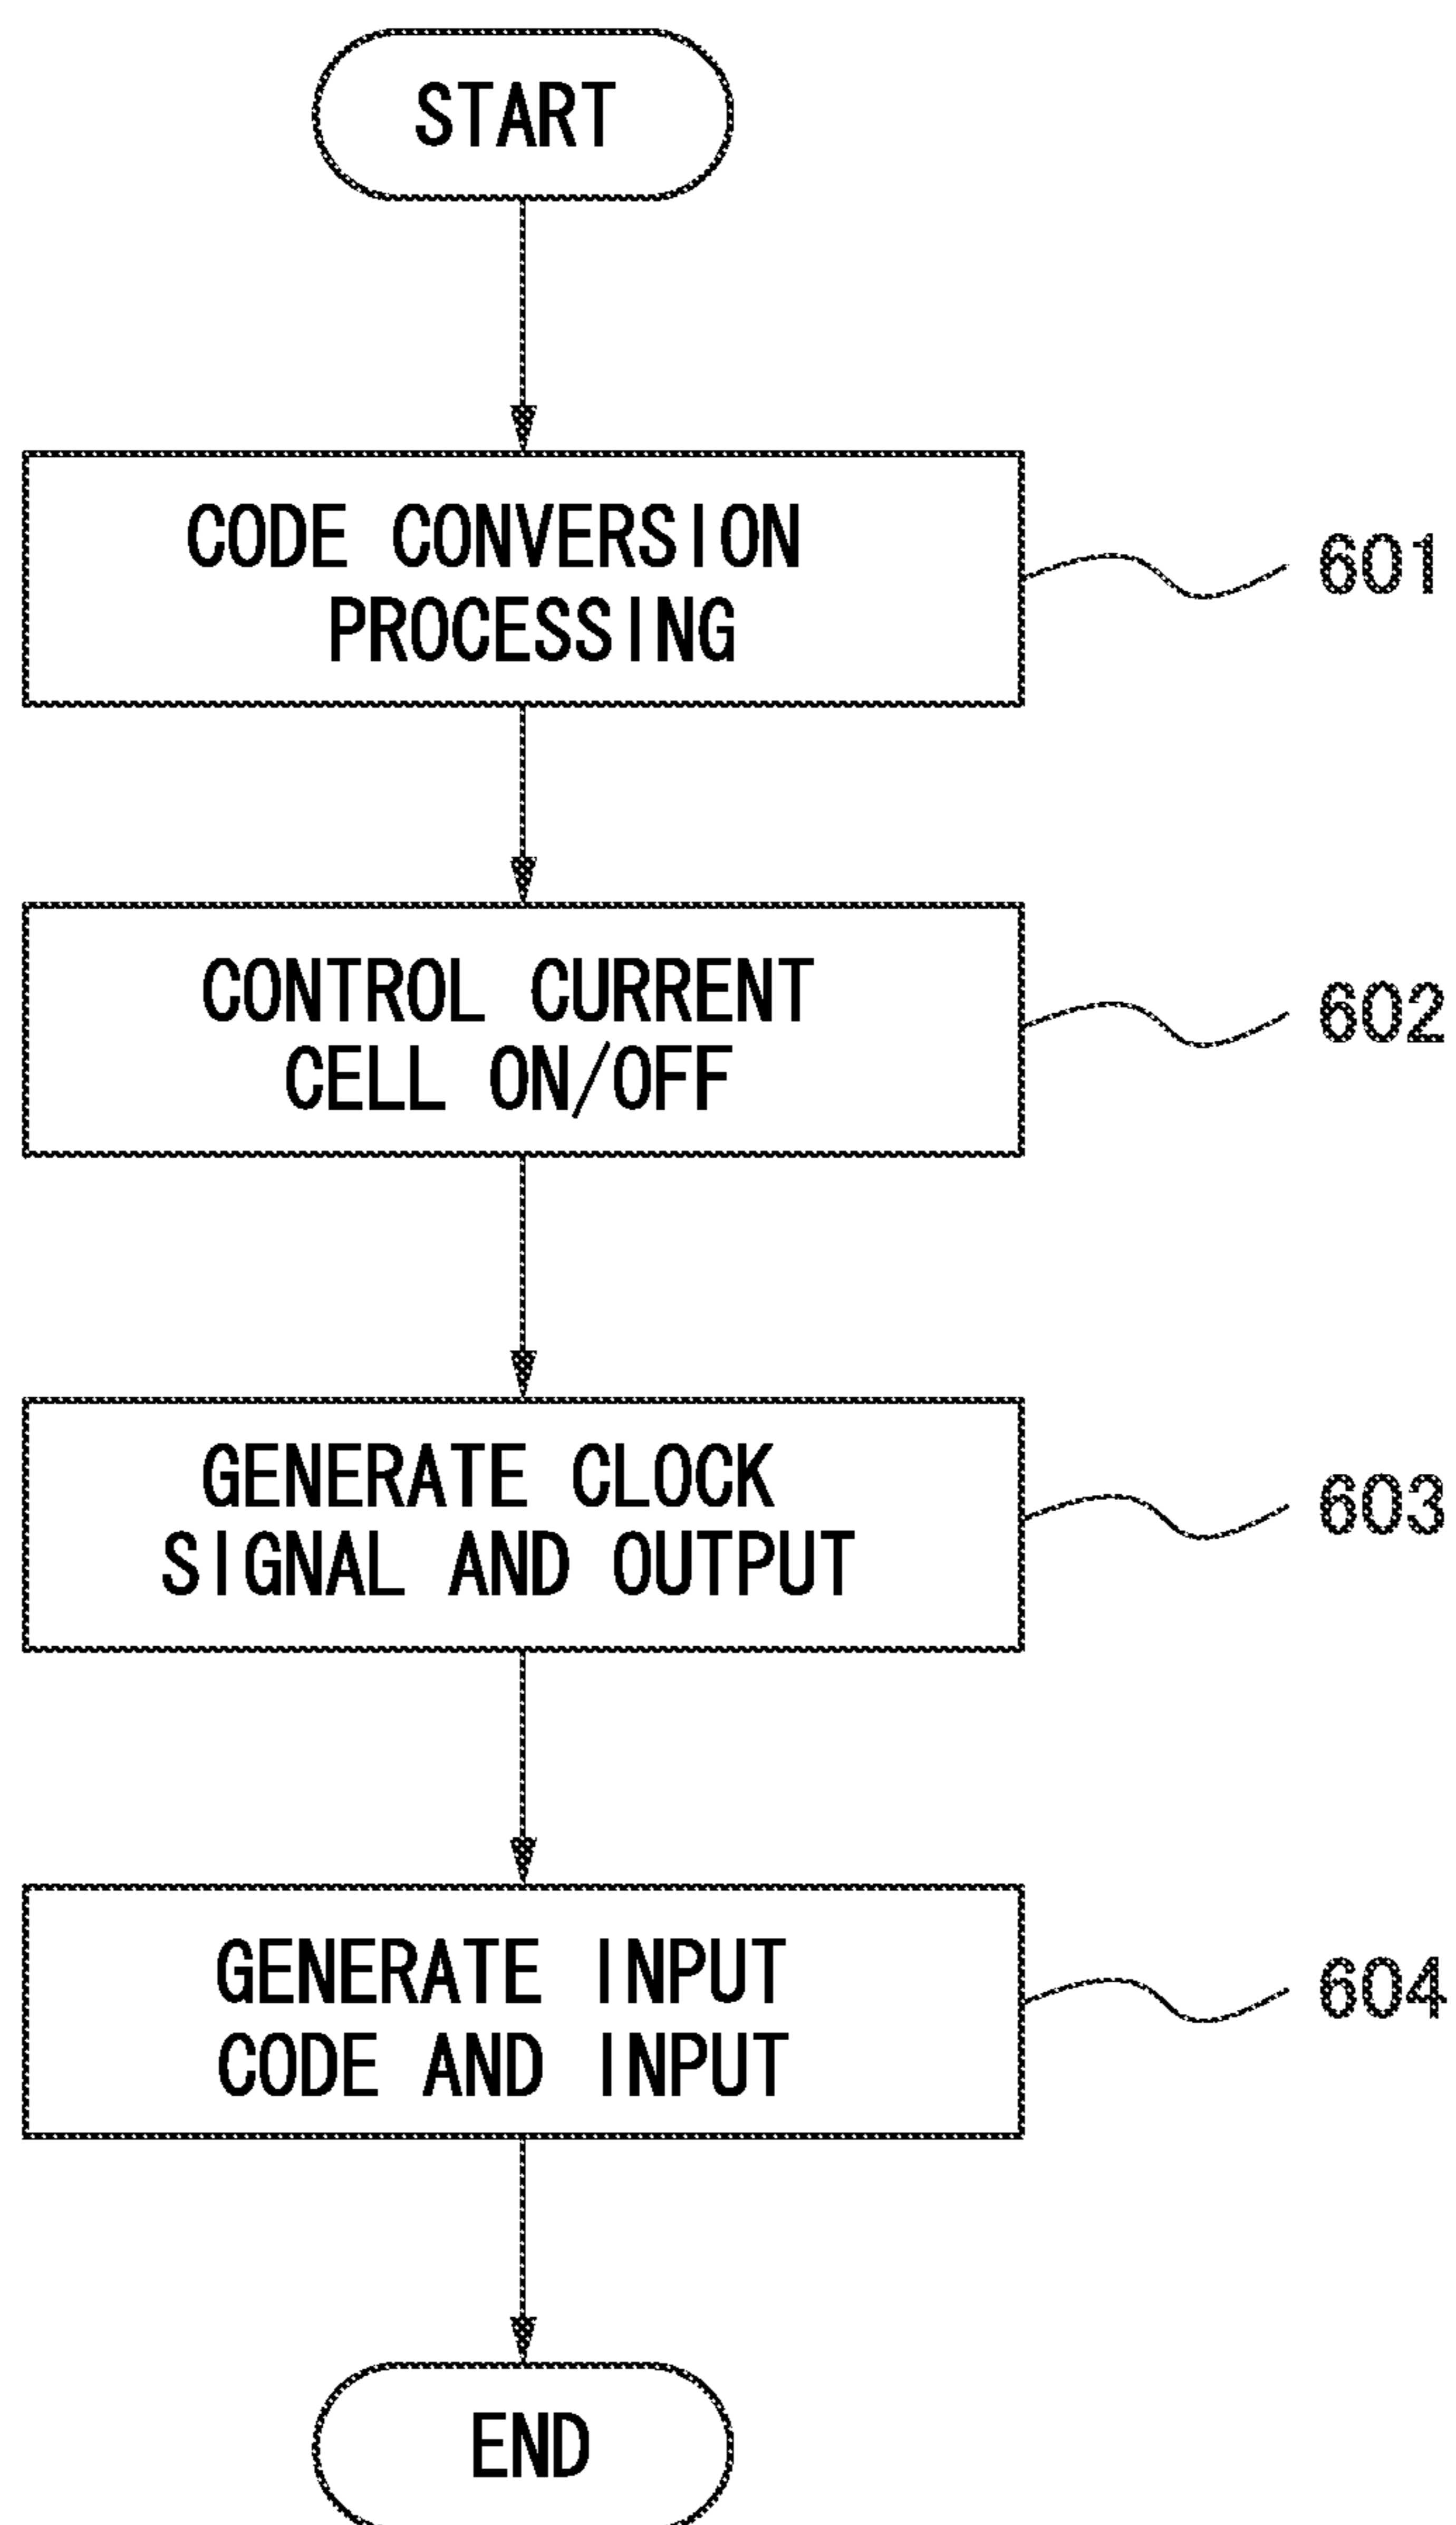 START
CODE CONVERSION
PROCESSING
601
CONTROL CURRENT
CELL ON/OFF
602
GENERATE CLOCK
SIGNAL AND OUTPUT
603
GENERATE INPUT
CODE AND INPUT
604
END